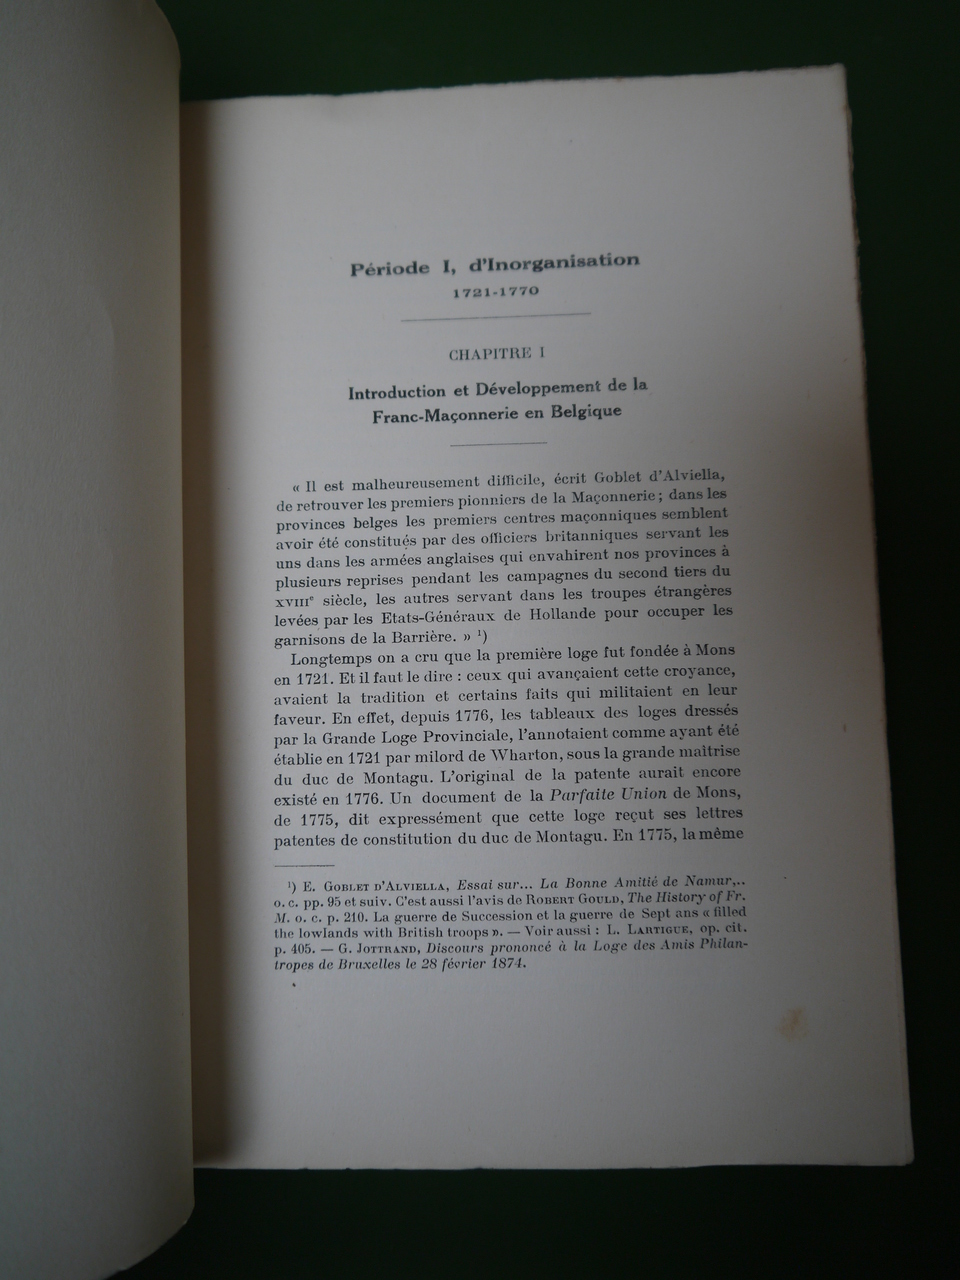 Période I, d'Inorganisation
1721-1770
CHAPITRE I
Introduction et Développement de la
Franc-Maçonnerie en Belgique
« Il est malheureusement difficile, écrit Goblet d'Alviella,
de retrouver les premiers pionniers de la Maçonnerie ; dans les
provinces belges les premiers centres maçonniques semblent
avoir été constitués par des officiers britanniques servant les
uns dans les armées anglaises qui envahirent nos provinces à
plusieurs reprises pendant les campagnes du second tiers du
XVIIIe siècle, les autres servant dans les troupes étrangères
levées par les Etats-Généraux de Hollande pour occuper les
garnisons de la Barrière. » ¹)
Longtemps on a cru que la première loge fut fondée à Mons
en 1721. Et il faut le dire : ceux qui avançaient cette croyance,
avaient la tradition et certains faits qui militaient en leur
faveur. En effet, depuis 1776, les tableaux des loges dressés
par la Grande Loge Provinciale, l'annotaient comme ayant été
établie en 1721 par milord de Wharton, sous la grande maîtrise
du duc de Montagu. L'original de la patente aurait encore
existé en 1776. Un document de la Parfaite Union de Mons,
de 1775, dit expressément que cette loge reçut ses lettres
patentes de constitution du duc de Montagu. En 1775, la même
¹) E. GOBLET D'ALVIELLA, Essai sur... La Bonne Amitié de Namur,..
o. c. pp. 95 et suiv. C'est aussi l'avis de ROBERT GOULD, The History of Fr.
M. o. c. p. 210. La guerre de Succession et la guerre de Sept ans « filled
the lowlands with British troops ». — Voir aussi : L. LARTIGUE, op. cit.
p. 405. — G. JOTTRAND, Discours prononcé à la Loge des Amis Philan-
tropes de Bruxelles le 28 février 1874.